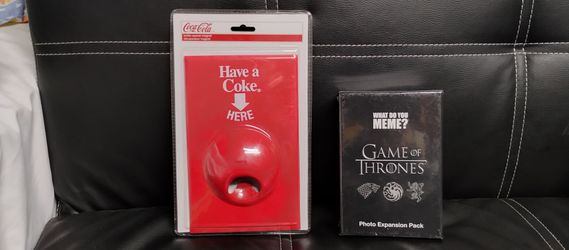 Coca-Cola
Have a
Coke®
HERE
WHAT DO YOU
MEME?
GAME OF
THRONES
Photo Expansion Pack